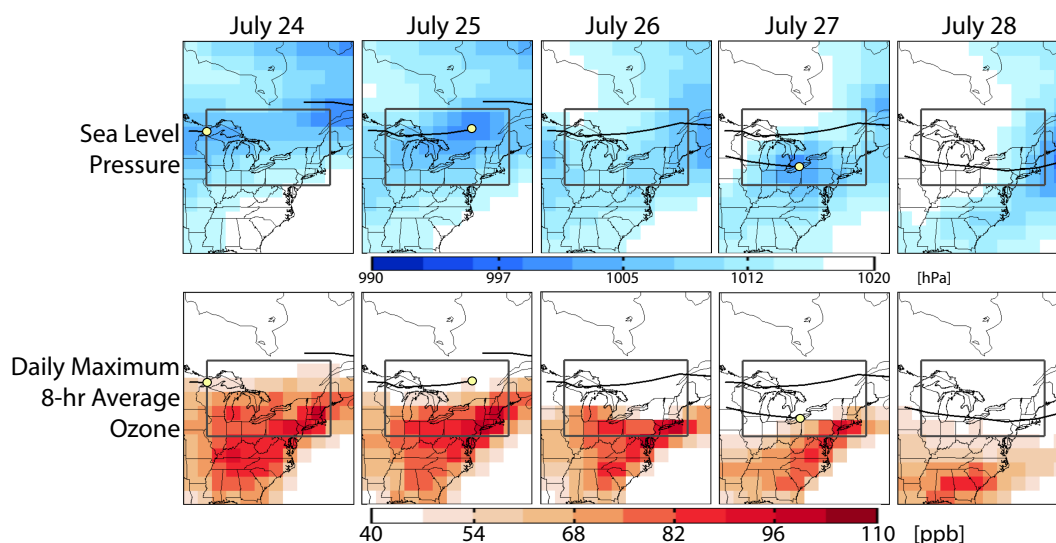 July 24
July 25
July 26
July 27
July 28
Sea Level
Pressure
990
997
1005
1012
1020
[hPa]
Daily Maximum
8-hr Average
Ozone
40
54
68
82
96
110
[ppb]